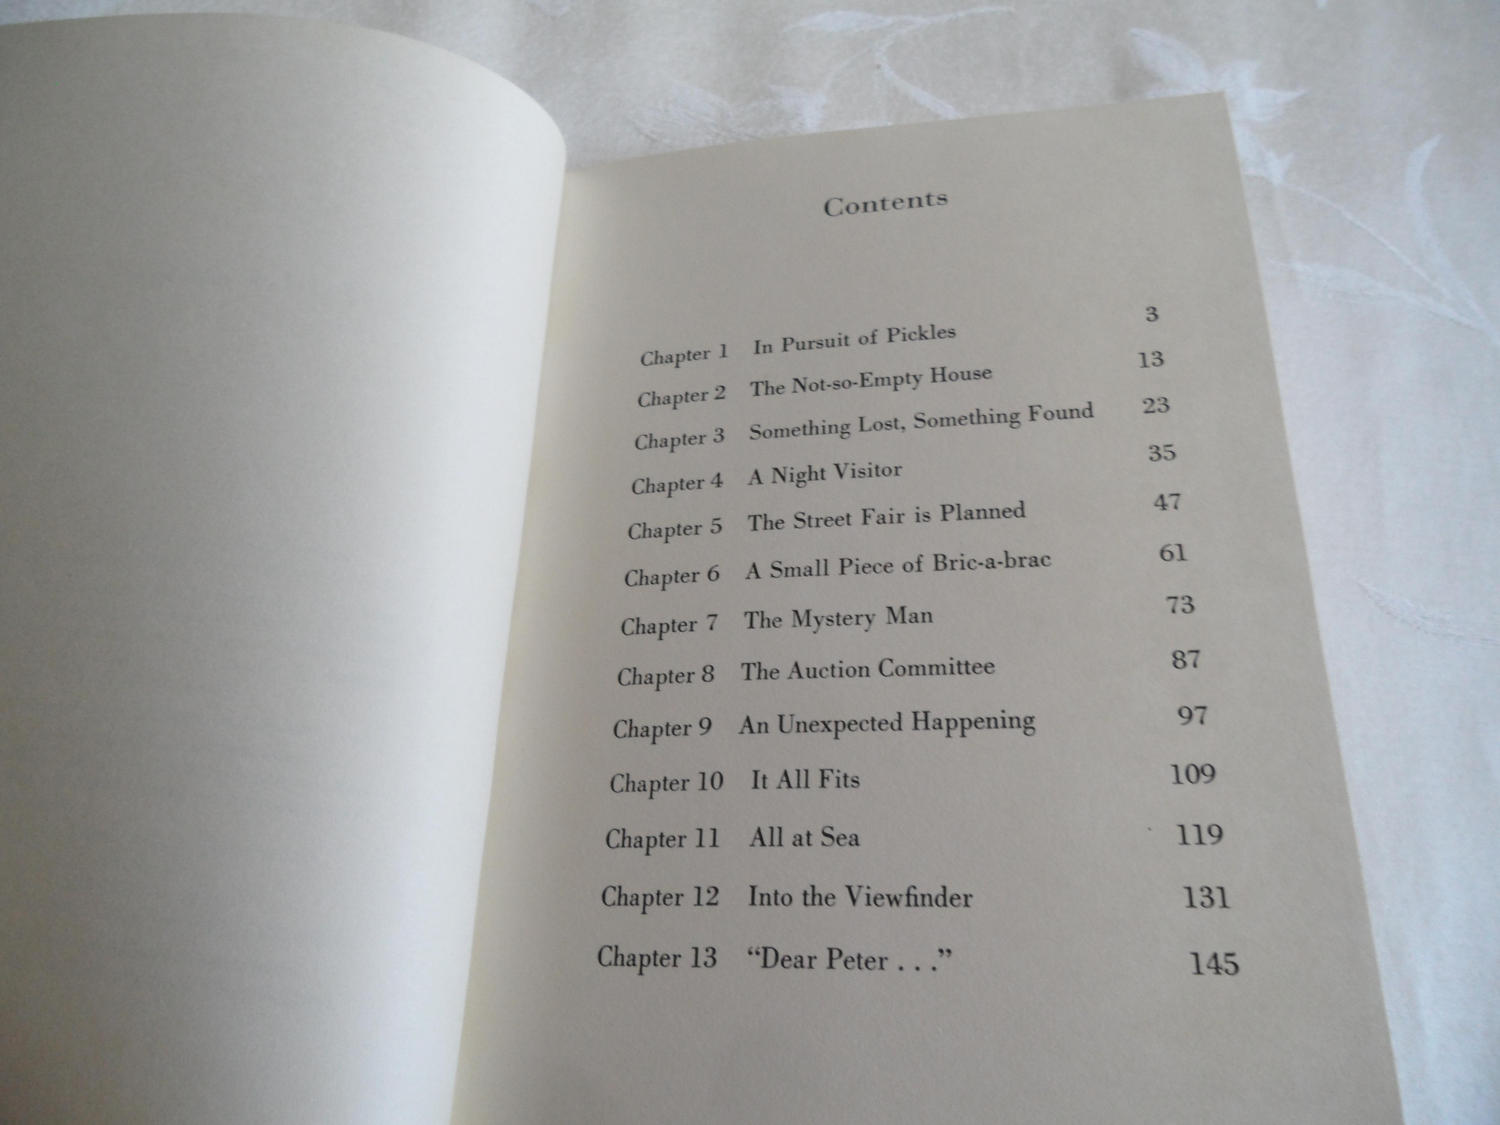 Contents
Chapter 1 In Pursuit of Pickles 3
Chapter 2 The Not-so-Empty House 13
Chapter 3 Something Lost, Something Found 23
Chapter 4 A Night Visitor 35
Chapter 5 The Street Fair is Planned 47
Chapter 6 A Small Piece of Bric-a-brac 61
Chapter 7 The Mystery Man 73
Chapter 8 The Auction Committee 87
Chapter 9 An Unexpected Happening 97
Chapter 10 It All Fits 109
Chapter 11 All at Sea 119
Chapter 12 Into the Viewfinder 131
Chapter 13 “Dear Peter . . .” 145